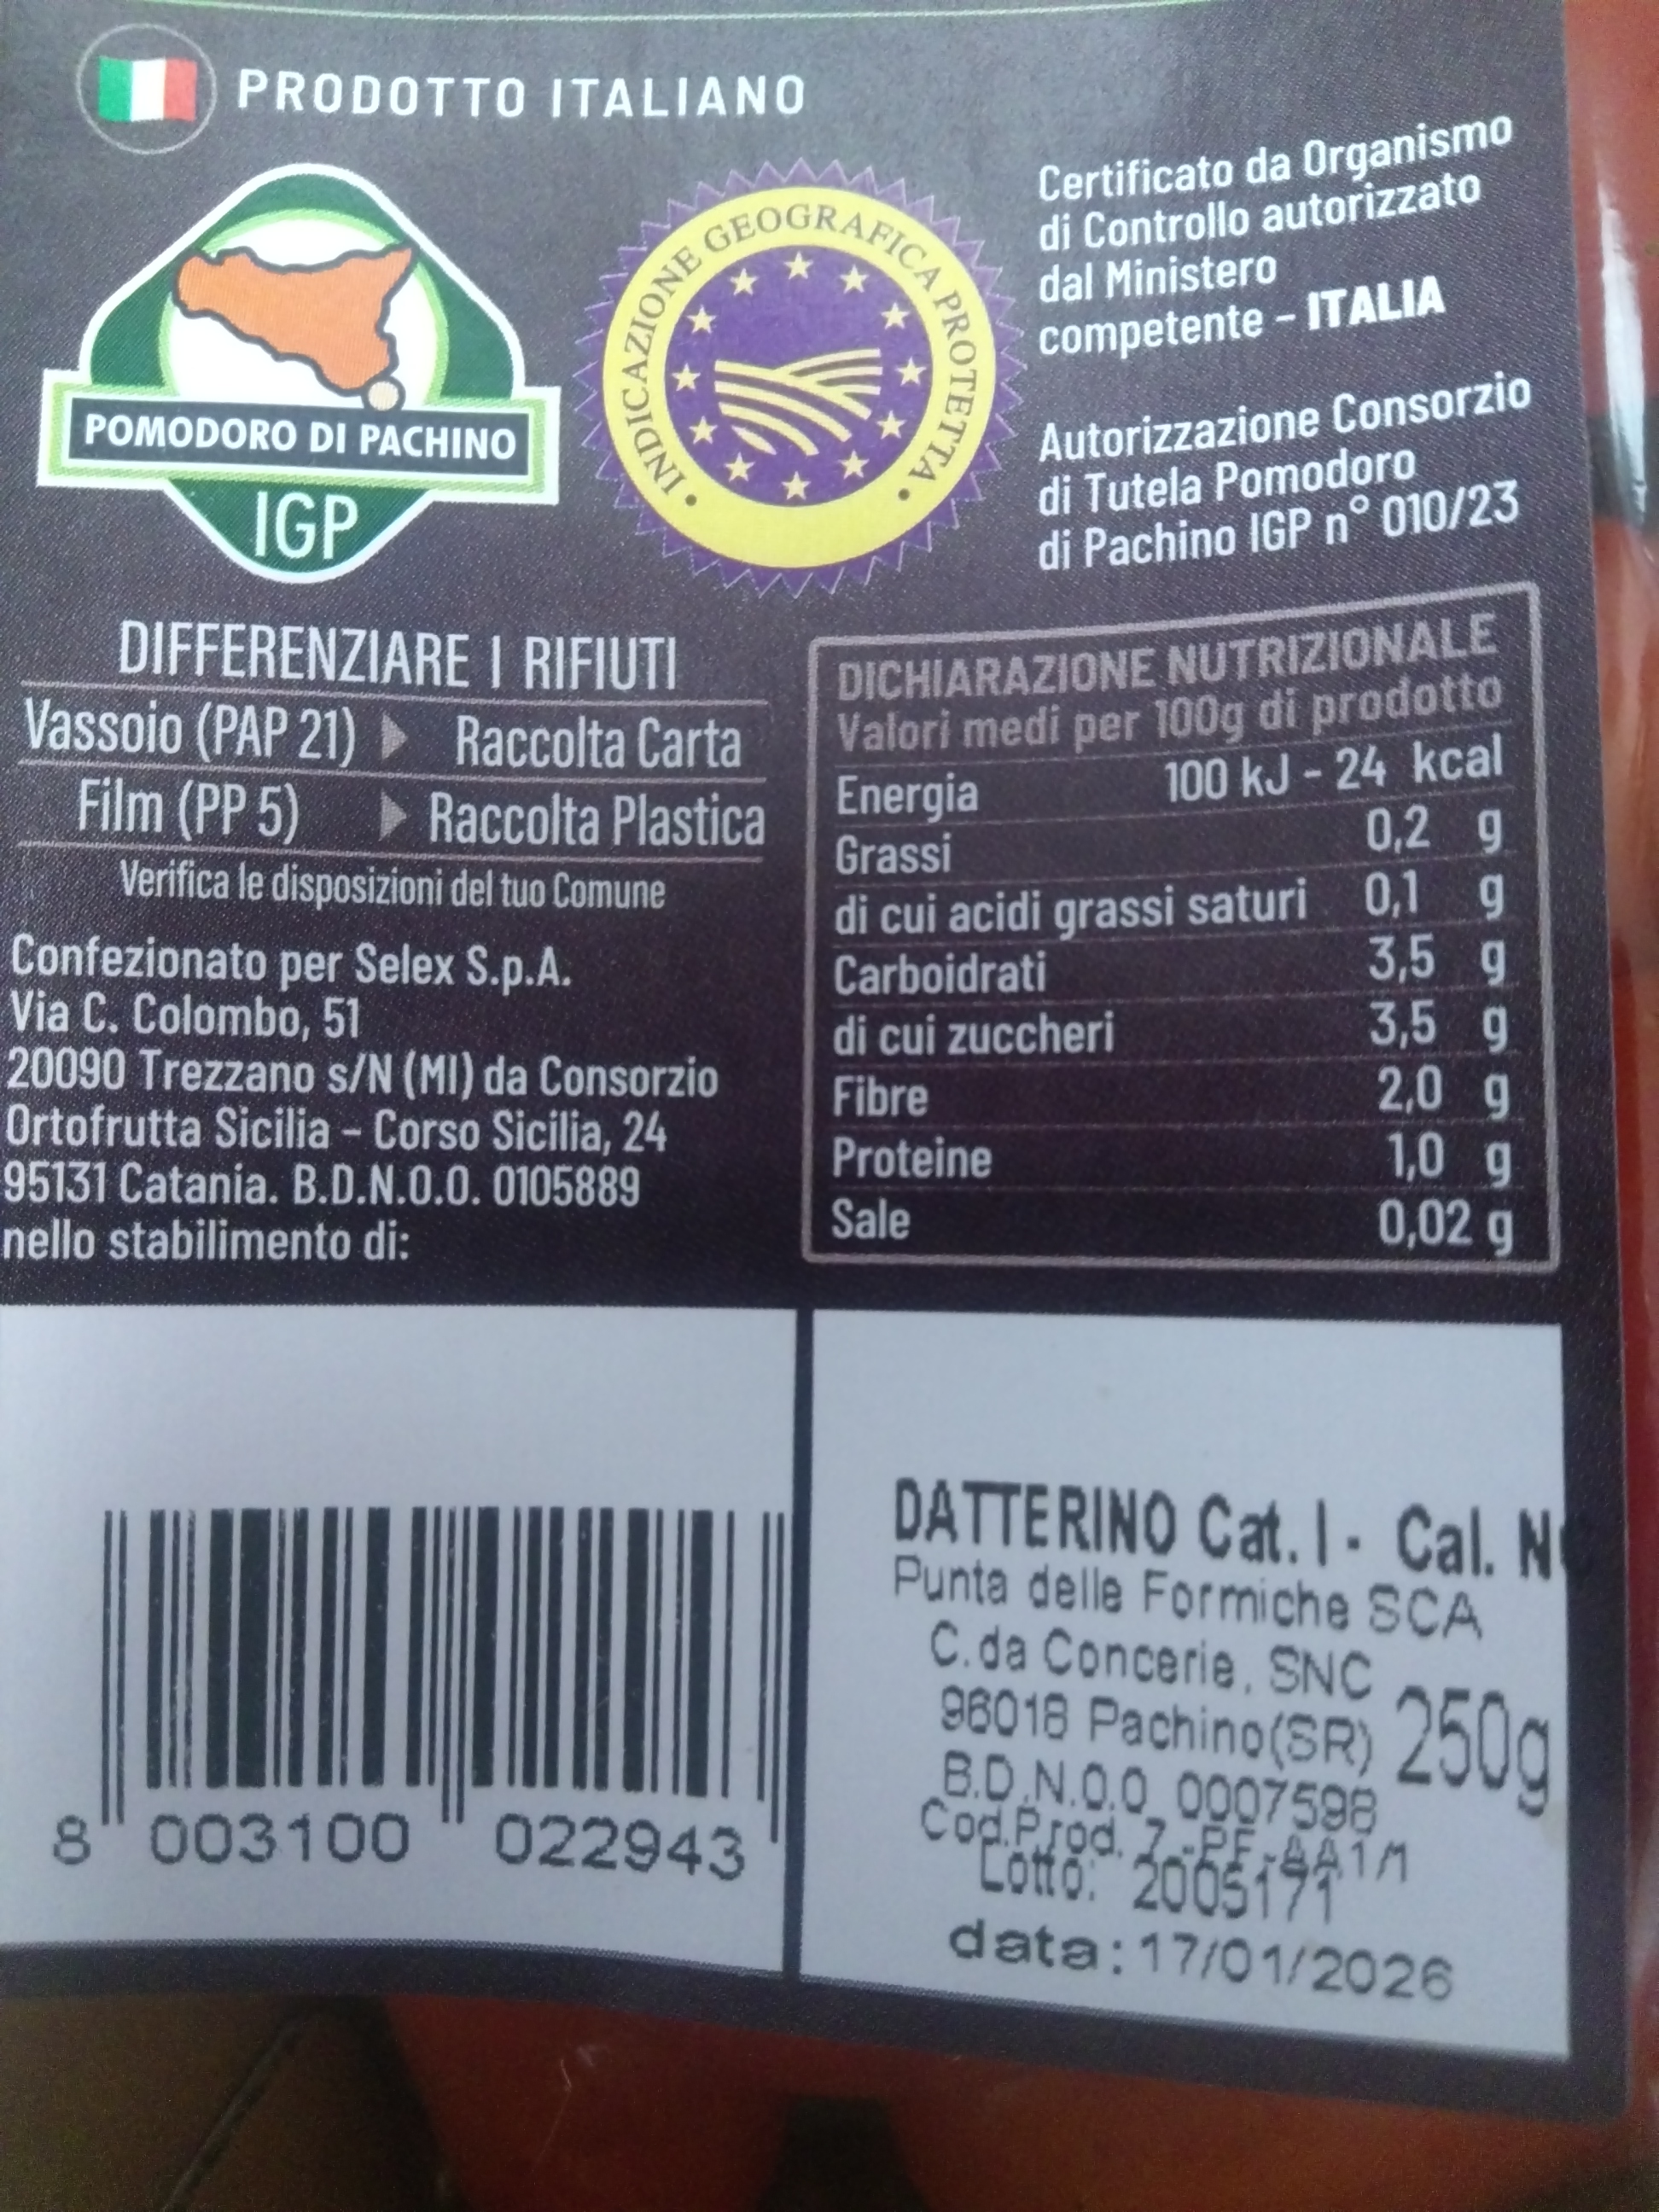 PRODOTTO ITALIANO
POMODORO DI PACHINO
IGP
INDICAZIONE GEOGRAFICA PROTETTA
Certificato da Organismo
di Controllo autorizzato
dal Ministero
competente - ITALIA
Autorizzazione Consorzio
di Tutela Pomodoro
di Pachino IGP n° 010/23
DIFFERENZIARE I RIFIUTI
Vassoio (PAP 21) Raccolta Carta
Film (PP 5) Raccolta Plastica
Verifica le disposizioni del tuo Comune
Confezionato per Selex S.p.A.
Via C. Colombo, 51
20090 Trezzano s/N (MI) da Consorzio
Ortofrutta Sicilia - Corso Sicilia, 24
95131 Catania. B.D.N.O.O. 0105889
nello stabilimento di:
DICHIARAZIONE NUTRIZIONALE
Valori medi per 100g di prodotto
Energia 100 kJ - 24 kcal
Grassi 0,2 g
di cui acidi grassi saturi 0,1 g
Carboidrati 3,5 g
di cui zuccheri 3,5 g
Fibre 2,0 g
Proteine 1,0 g
Sale 0,02 g
8 003100 022943
DATTERINO Cat. I - Cal.
Punta delle Formiche SCA
C.da Concerie, SNC
96018 Pachino(SR) 250g
B.D.N.O.O. 0007598
Cod.Prod.
Lotto: 2005171
data:17/01/2026